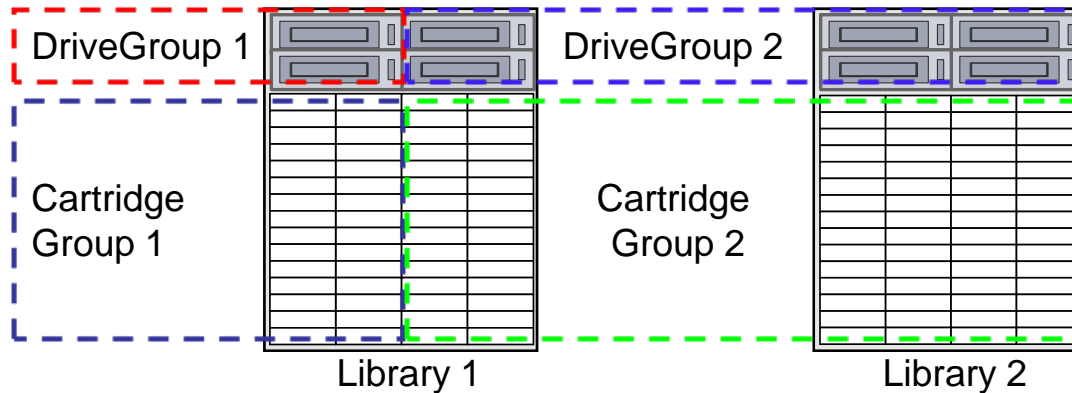 DriveGroup 1
DriveGroup 2
Cartridge
Group 1
Cartridge
Group 2
Library 1
Library 2